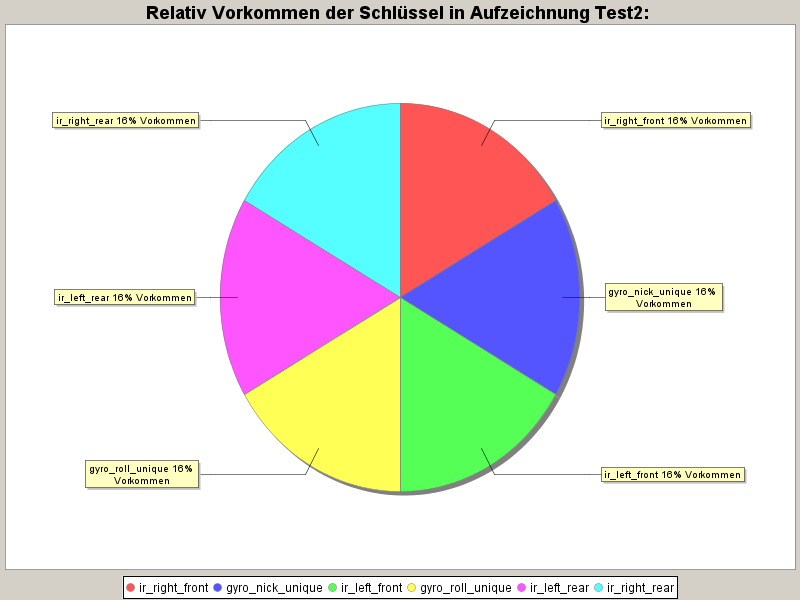 Relativ Vorkommen der Schlüssel in Aufzeichnung Test2:
ir_right_rear 16% Vorkommen
ir_right_front 16% Vorkommen
ir_left_rear 16% Vorkommen
gyro_nick_unique 16%
Vorkommen
gyro_roll_unique 16%
Vorkommen
ir_left_front 16% Vorkommen
ir_right_front gyro_nick_unique ir_left_front gyro_roll_unique ir_left_rear ir_right_rear